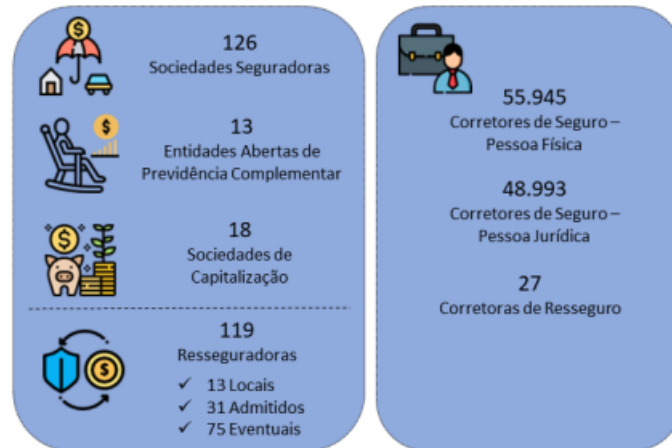 126
Sociedades Seguradoras
13
Entidades Abertas de
Previdência Complementar
18
Sociedades de
Capitalização
119
Resseguradoras
✓ 13 Locais
✓ 31 Admitidos
✓ 75 Eventuais
55.945
Corretores de Seguro –
Pessoa Física
48.993
Corretores de Seguro –
Pessoa Jurídica
27
Corretoras de Resseguro